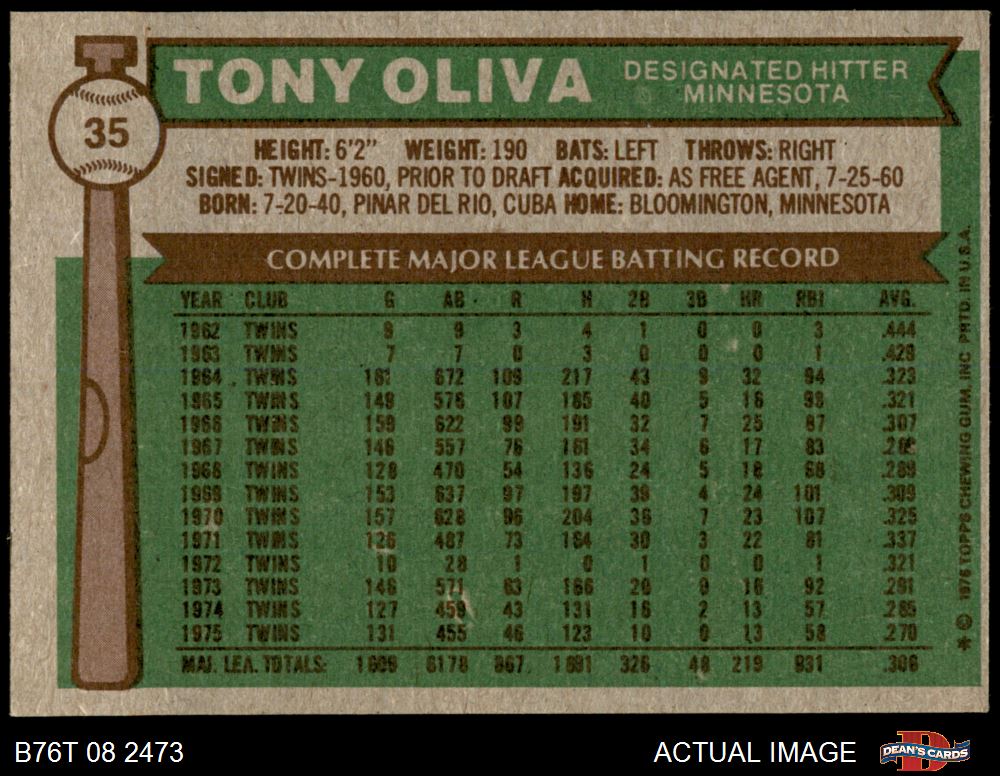 35
TONY OLIVA
DESIGNATED HITTER
MINNESOTA
HEIGHT: 6'2" WEIGHT: 190 BATS: LEFT THROWS: RIGHT
SIGNED: TWINS-1960, PRIOR TO DRAFT ACQUIRED: AS FREE AGENT, 7-25-60
BORN: 7-20-40, PINAR DEL RIO, CUBA HOME: BLOOMINGTON, MINNESOTA
COMPLETE MAJOR LEAGUE BATTING RECORD
YEAR CLUB G AB R H 2B 3B HR RBI AVG.
1962 TWINS 9 9 3 4 1 0 0 3 .444
1963 TWINS 7 7 0 3 0 0 0 1 .429
1964 TWINS 161 672 109 217 43 9 32 94 .323
1965 TWINS 149 576 107 185 40 5 16 98 .321
1966 TWINS 159 622 99 191 32 7 25 87 .307
1967 TWINS 146 557 76 161 34 6 17 83
1968 TWINS 128 470 54 136 24 5 18 68 .289
1969 TWINS 153 637 97 197 39 4 24 101 .309
1970 TWINS 157 628 96 204 36 7 23 107 .325
1971 TWINS 126 487 73 164 30 3 22 81 .337
1972 TWINS 10 28 1 1 0 0 1 .321
1973 TWINS 146 571 63 166 20 0 16 92 .291
1974 TWINS 127 459 43 131 16 2 13 57 .285
1975 TWINS 131 455 46 123 10 0 13 58 .270
MAJ. LEA. TOTALS: 1609 6178 867 1891 326 48 219 931 .306
* © 1976 TOPPS CHEWING GUM, INC PRTD. IN U.S.A.
B76T 08 2473
ACTUAL IMAGE
DEAN'S CARDS